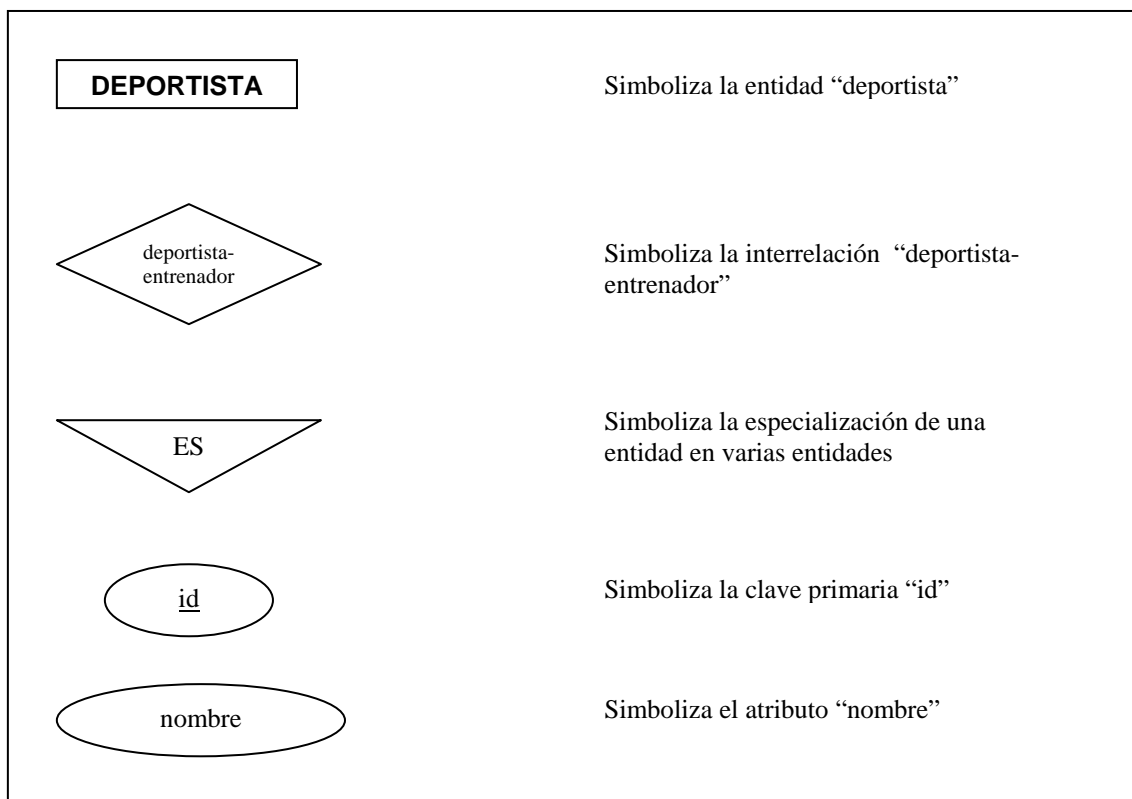 DEPORTISTA
Simboliza la entidad “deportista”
deportista-
entrenador
Simboliza la interrelación “deportista-
entrenador”
ES
Simboliza la especialización de una
entidad en varias entidades
id
Simboliza la clave primaria “id”
nombre
Simboliza el atributo “nombre”